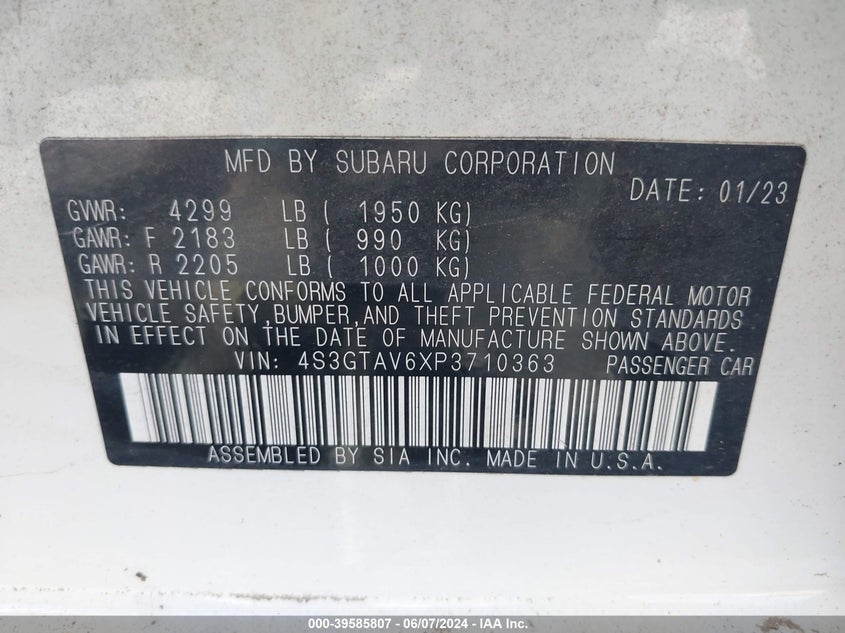 MFD BY SUBARU CORPORATION
DATE: 01/23
GVWR: 4299 LB ( 1950 KG)
GAWR: F 2183 LB ( 990 KG)
GAWR: R 2205 LB ( 1000 KG)
THIS VEHICLE CONFORMS TO ALL APPLICABLE FEDERAL MOTOR
VEHICLE SAFETY,BUMPER,AND THEFT PREVENTION STANDARDS
IN EFFECT ON THE DATE OF MANUFACTURE SHOWN ABOVE.
VIN: 4S3GTAV6XP3710363 PASSENGER CAR
ASSEMBLED BY SIA INC. MADE IN U.S.A.
000-39585807 - 06/07/2024 - IAA Inc.